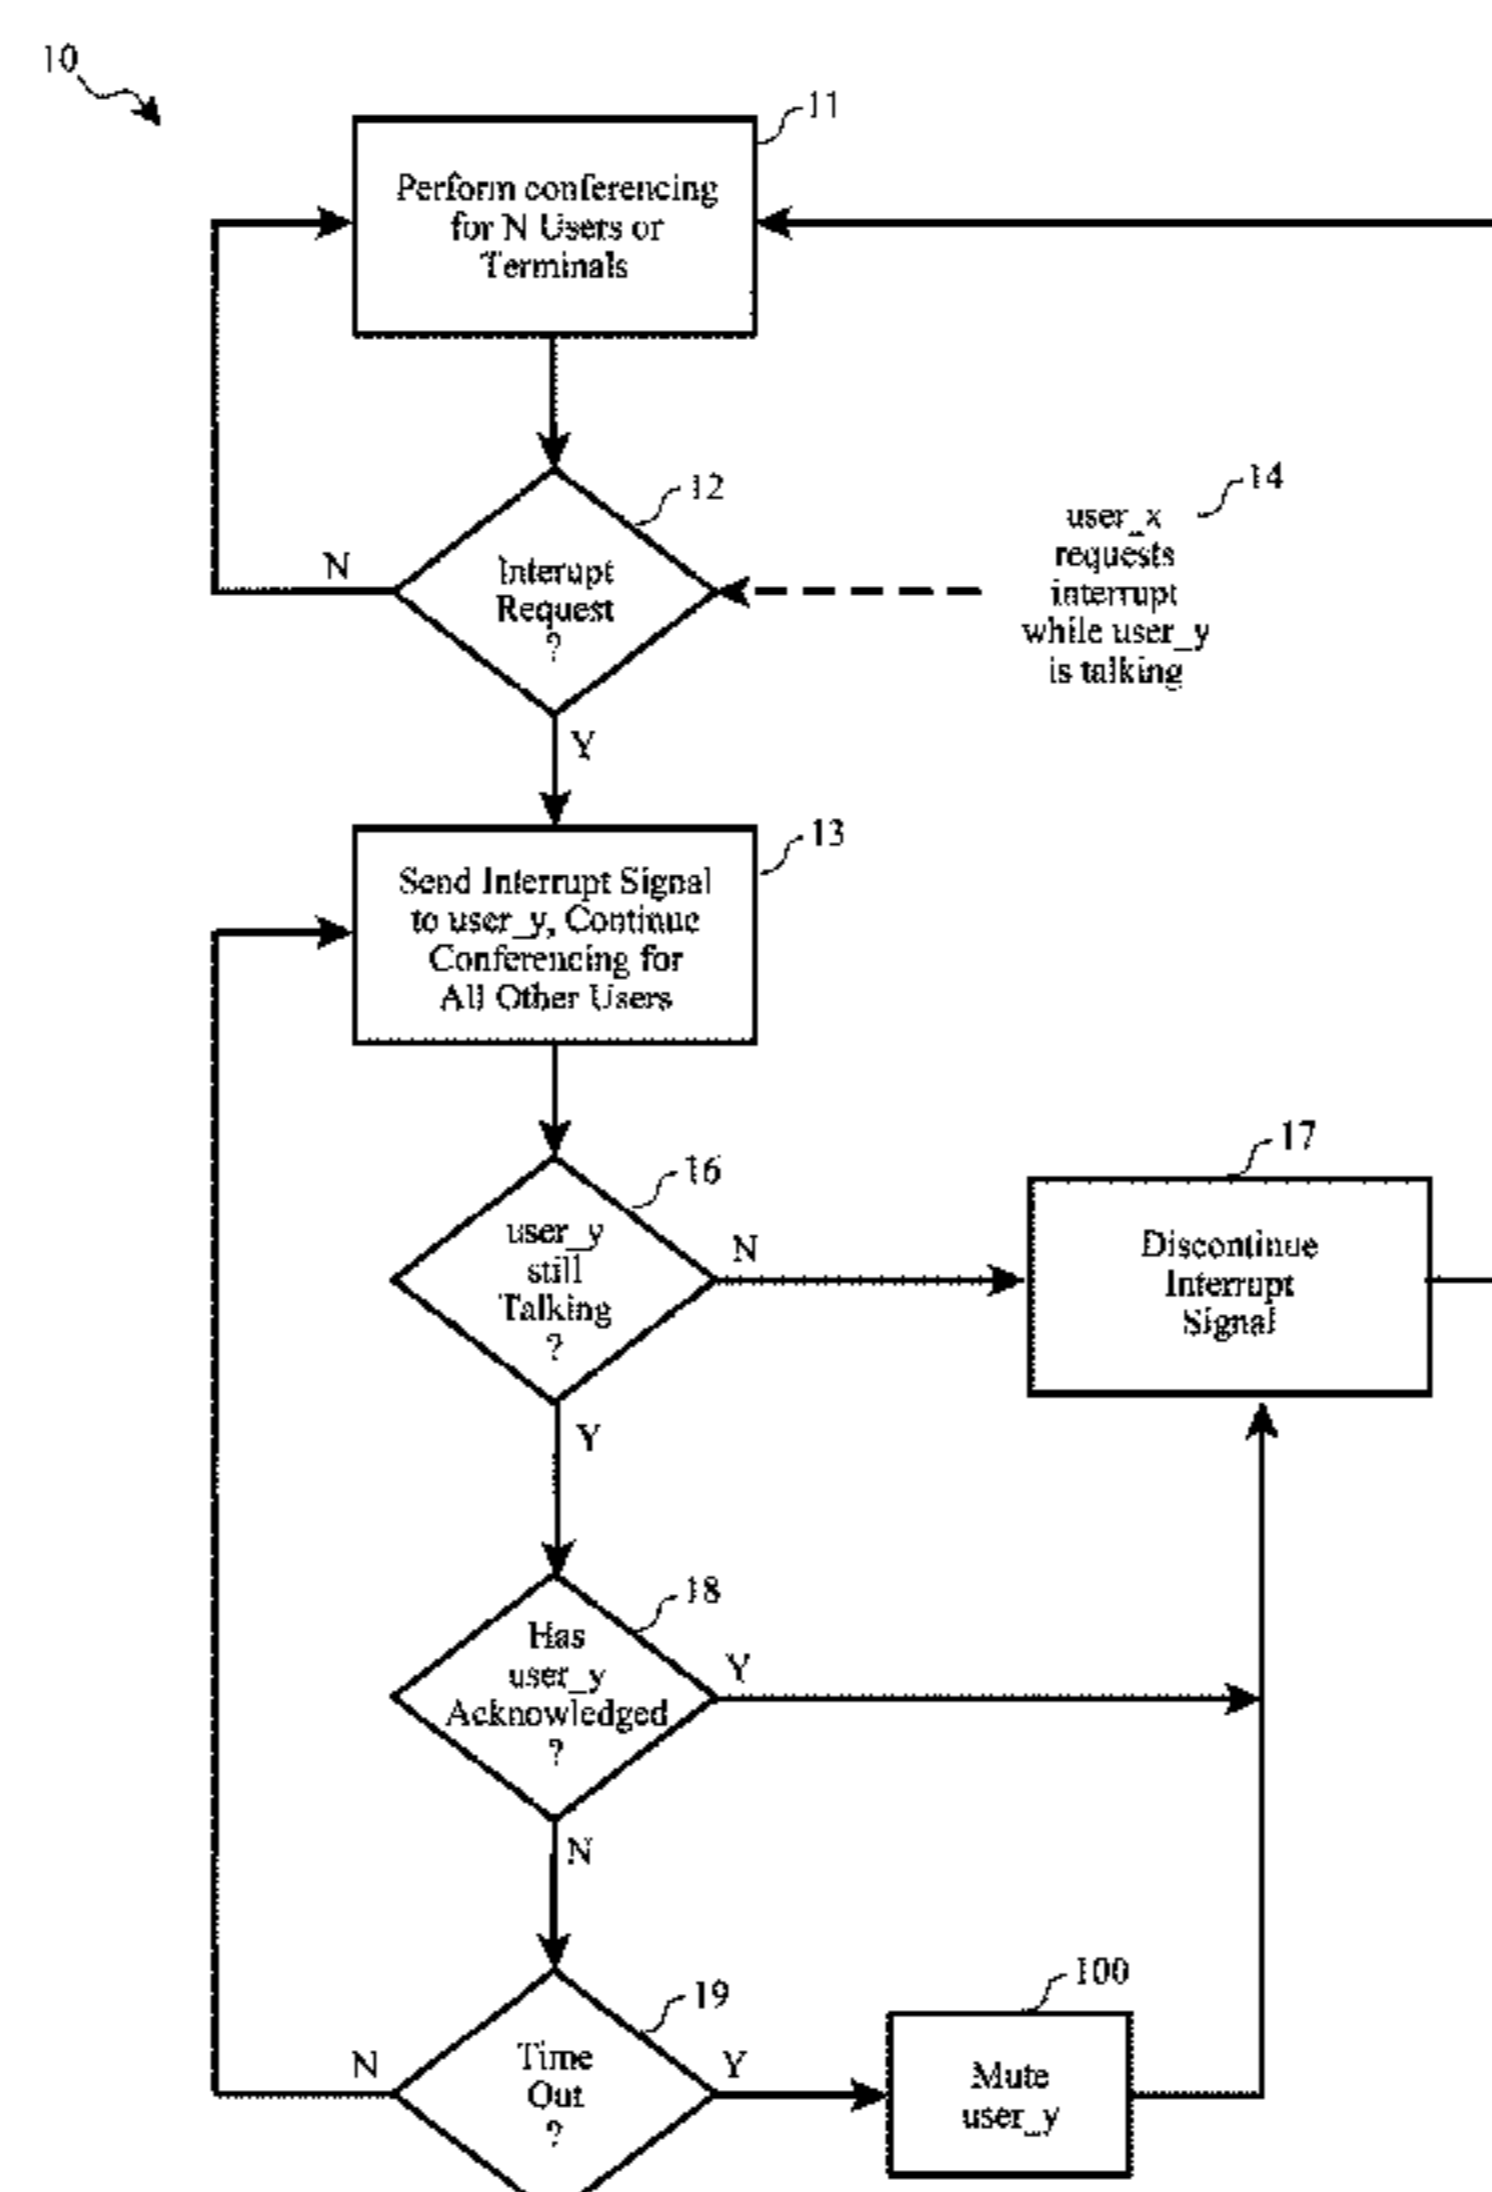 10
11
Perform conferencing
for N Users or
Terminals
12
14
user_x
requests
interrupt
while user_y
is talking
N
Interupt
Request
?
Y
13
Send Interrupt Signal
to user_y, Continue
Conferencing for
All Other Users
16
17
user_y
still
Talking
?
N
Discontinue
Interrupt
Signal
Y
18
Has
user_y
Acknowledged
?
Y
N
19
100
N
Time
Out
?
Y
Mute
user_y